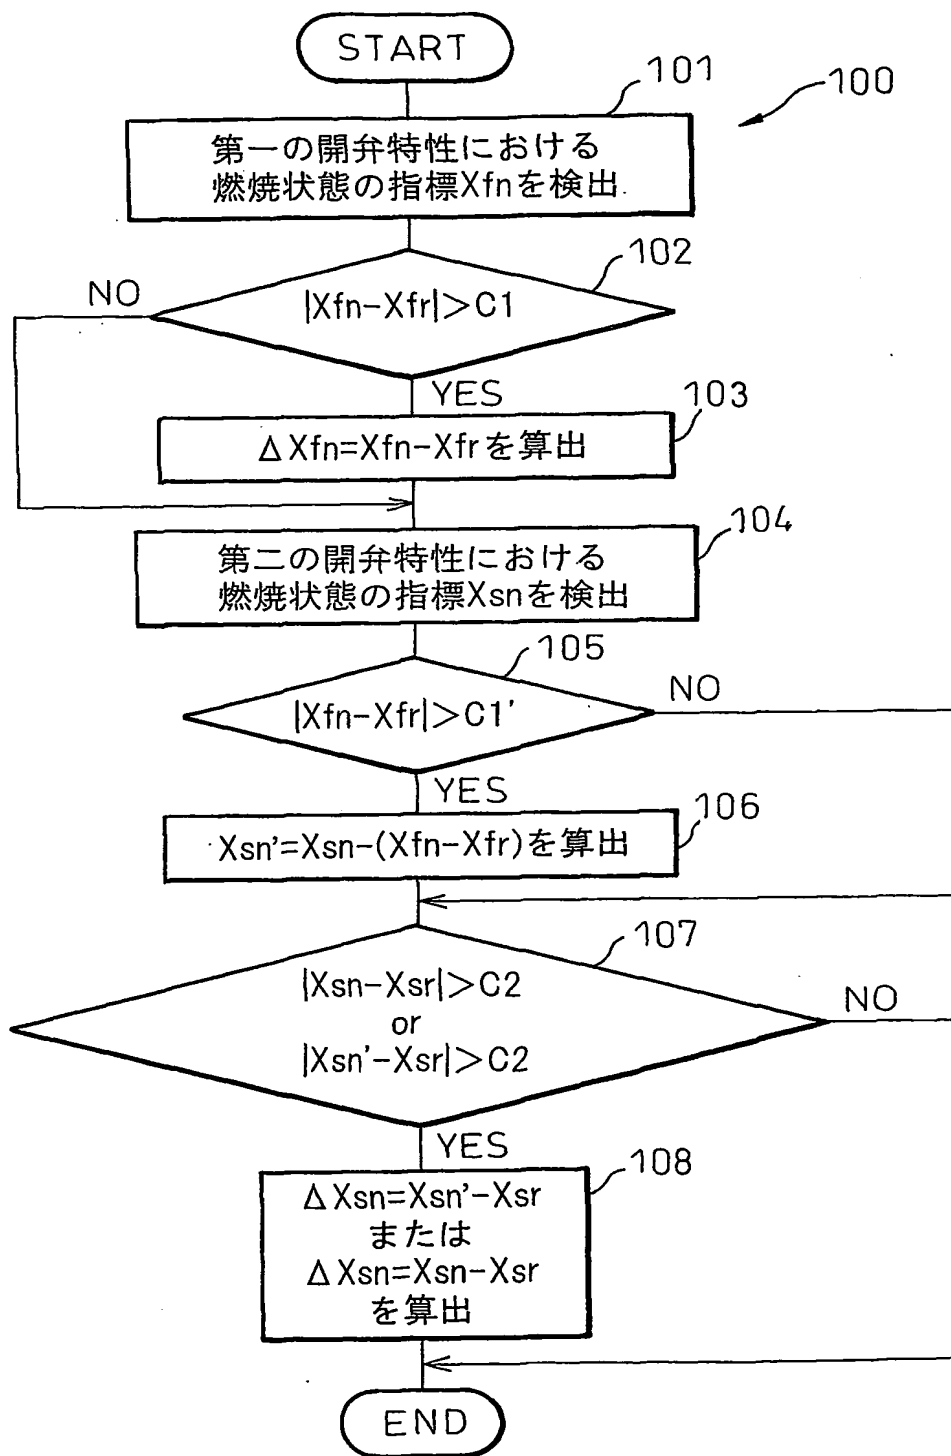 START
101
100
第一の開弁特性における
燃焼状態の指標Xfnを検出
102
NO
|Xfn-Xfr|>C1
YES
103
ΔXfn=Xfn-Xfrを算出
104
第二の開弁特性における
燃焼状態の指標Xsnを検出
105
NO
|Xfn-Xfr|>C1'
YES
106
Xsn'=Xsn-(Xfn-Xfr)を算出
107
|Xsn-Xsr|>C2
or
|Xsn'-Xsr|>C2
NO
YES
108
ΔXsn=Xsn'-Xsr
または
ΔXsn=Xsn-Xsr
を算出
END